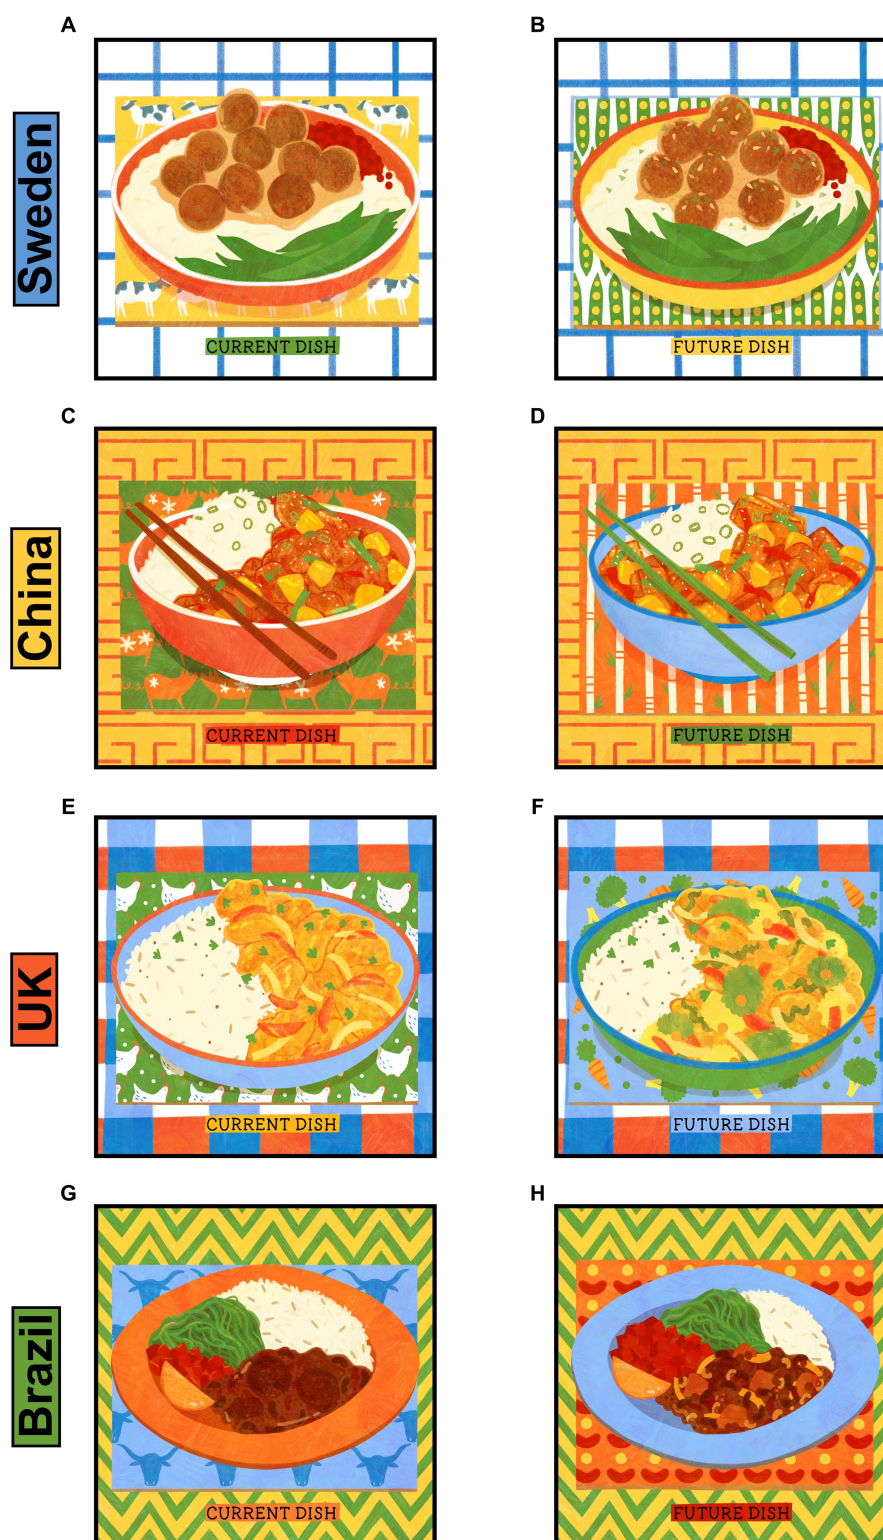 A
B
Sweden
CURRENT DISH
FUTURE DISH
C
D
China
CURRENT DISH
FUTURE DISH
E
F
UK
CURRENT DISH
FUTURE DISH
G
H
Brazil
CURRENT DISH
FUTURE DISH